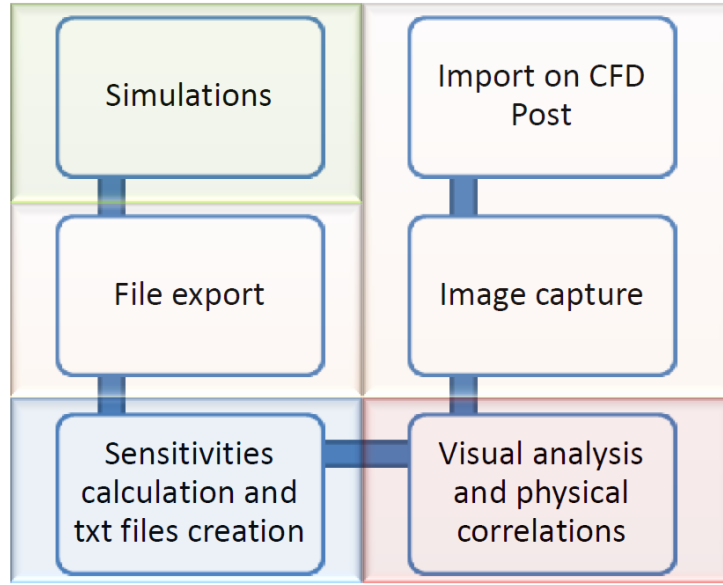 Simulations
File export
Sensitivities
calculation and
txt files creation
Visual analysis
and physical
correlations
Image capture
Import on CFD
Post